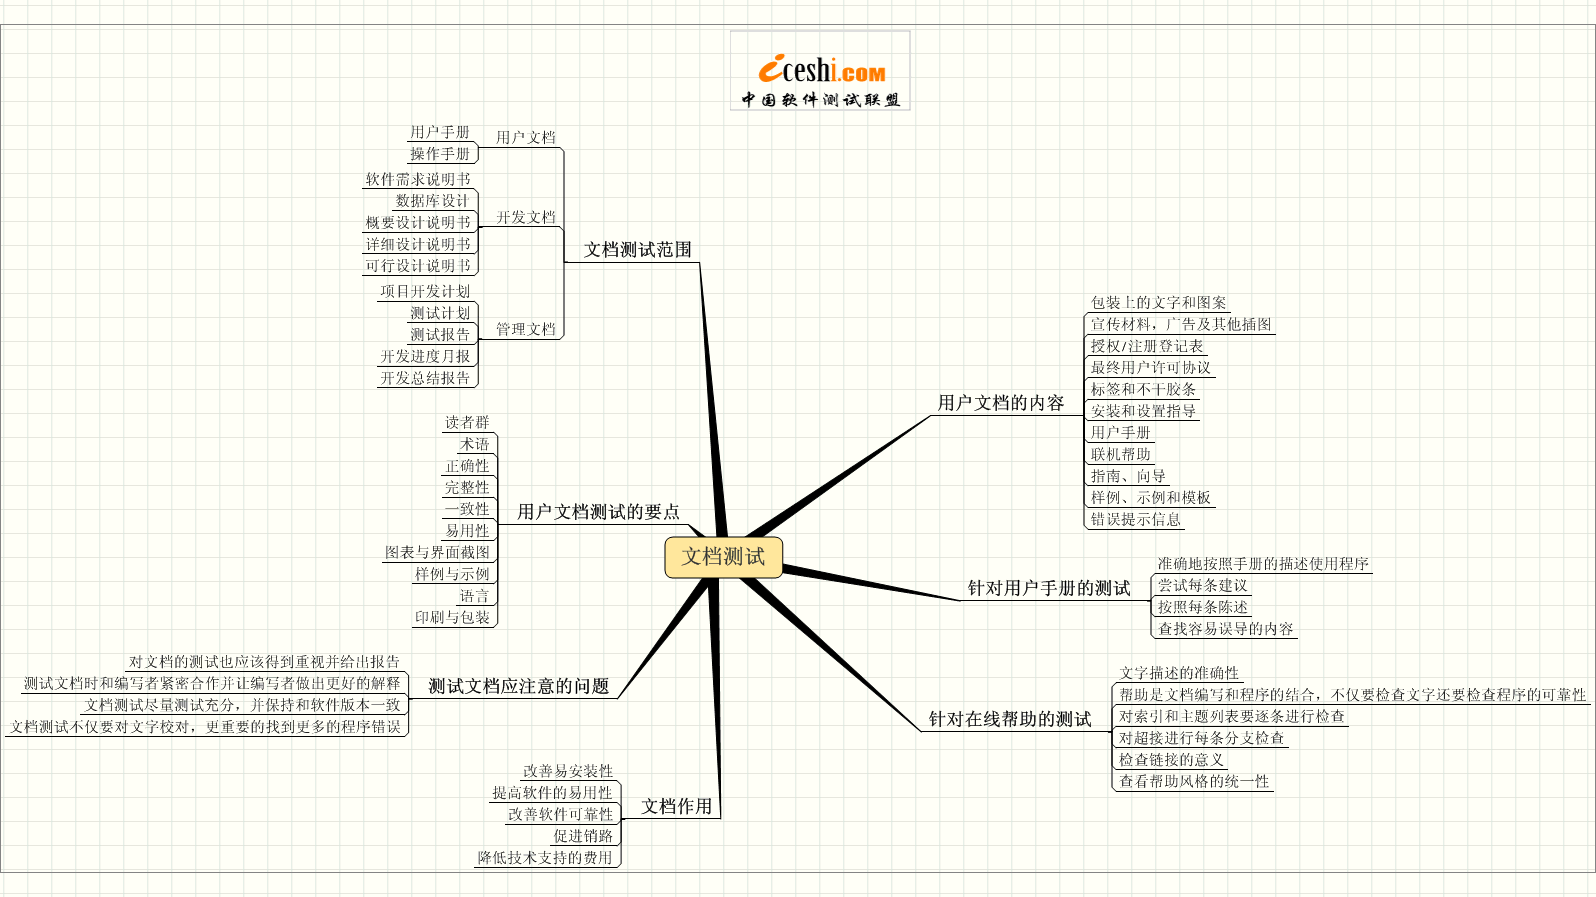 iceshi.com
中国软件测试联盟
文档测试
文档测试范围
用户文档
用户手册
操作手册
开发文档
软件需求说明书
数据库设计
概要设计说明书
详细设计说明书
可行设计说明书
管理文档
项目开发计划
测试计划
测试报告
开发进度月报
开发总结报告
用户文档测试的要点
读者群
术语
正确性
完整性
一致性
易用性
图表与界面截图
样例与示例
语言
印刷与包装
测试文档应注意的问题
对文档的测试也应该得到重视并给出报告
测试文档时和编写者紧密合作并让编写者做出更好的解释
文档测试尽量测试充分，并保持和软件版本一致
文档测试不仅要对文字校对，更重要的找到更多的程序错误
文档作用
改善易安装性
提高软件的易用性
改善软件可靠性
促进销路
降低技术支持的费用
用户文档的内容
包装上的文字和图案
宣传材料，广告及其他插图
授权/注册登记表
最终用户许可协议
标签和不干胶条
安装和设置指导
用户手册
联机帮助
指南、向导
样例、示例和模板
错误提示信息
针对用户手册的测试
准确地按照手册的描述使用程序
尝试每条建议
按照每条陈述
查找容易误导的内容
针对在线帮助的测试
文字描述的准确性
帮助是文档编写和程序的结合，不仅要检查文字还要检查程序的可靠性
对索引和主题列表要逐条进行检查
对超接进行每条分支检查
检查链接的意义
查看帮助风格的统一性